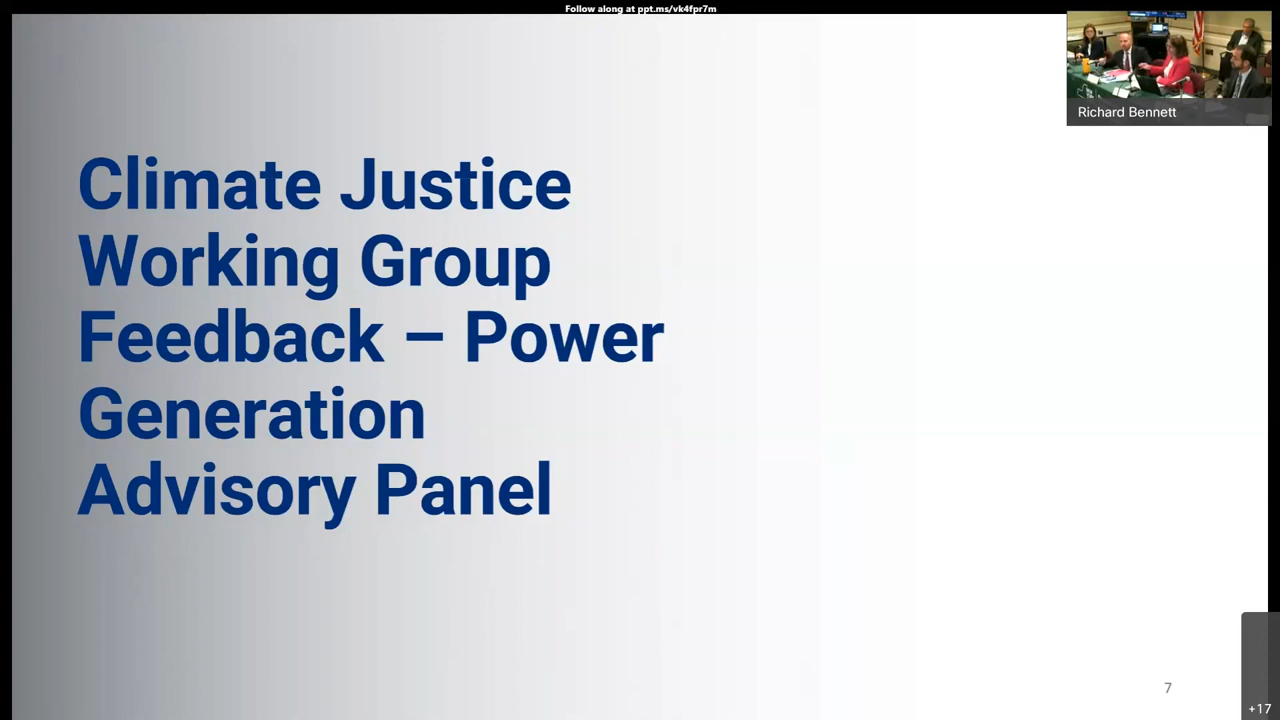 Follow along at ppt.ms/vk4fpr7m
Richard Bennett
Climate Justice
Working Group
Feedback – Power
Generation
Advisory Panel
7
+17